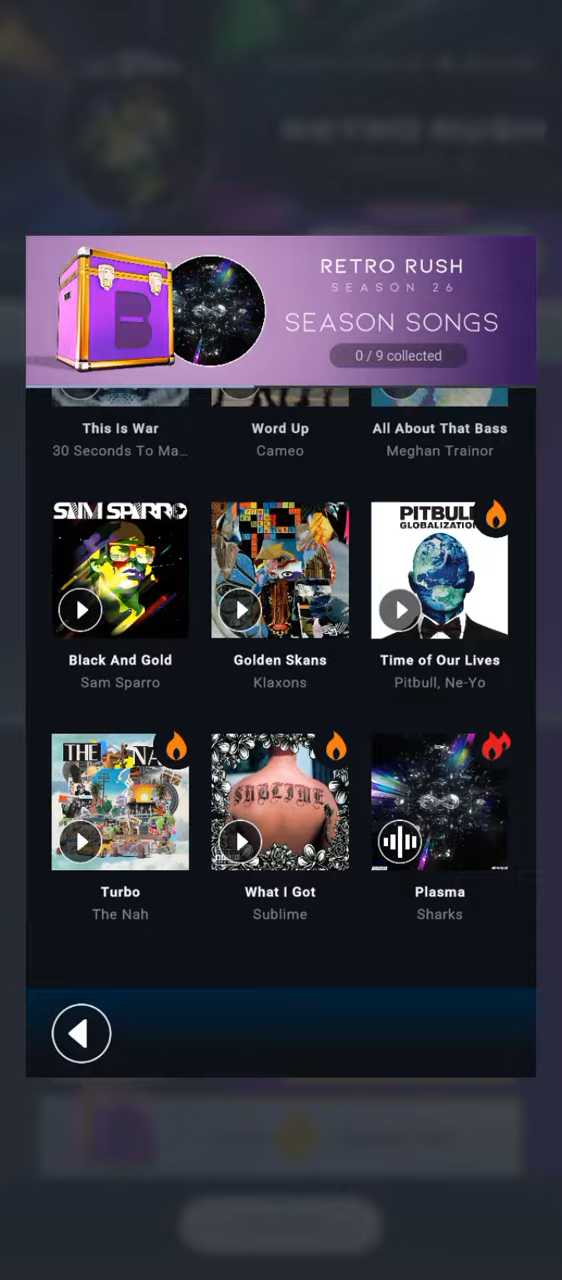 RETRO RUSH
SEASON 26
SEASON SONGS
0 / 9 collected
B
This Is War
30 Seconds To Ma...
Word Up
Cameo
All About That Bass
Meghan Trainor
SAM SPARRO
Black And Gold
Sam Sparro
Golden Skans
Klaxons
PITBULL
GLOBALIZATION
Time of Our Lives
Pitbull, Ne-Yo
THE NA
Turbo
The Nah
SUBLIME
What I Got
Sublime
Plasma
Sharks